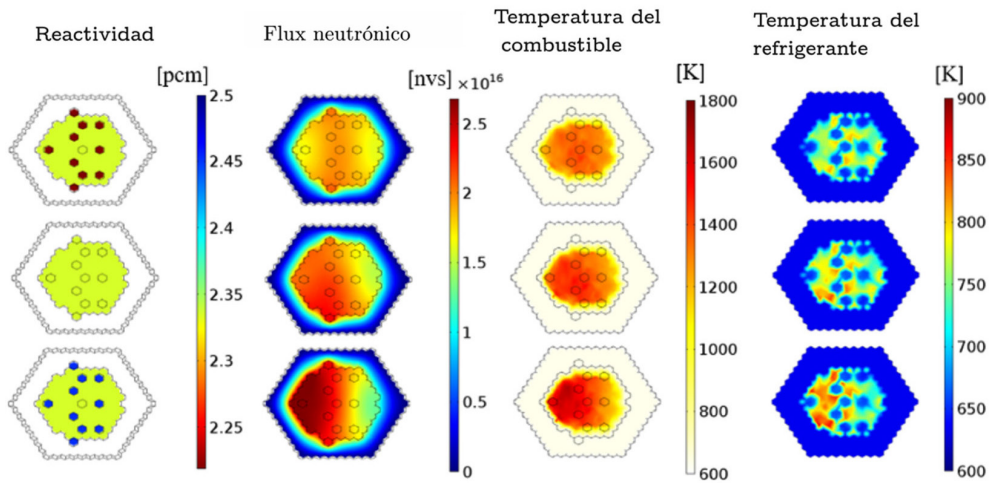 Reactividad
Flux neutrónico
Temperatura del
combustible
Temperatura del
refrigerante
[pcm]
2.5
2.45
2.4
2.35
2.3
2.25
[nvs]
×10¹⁶
2.5
2
1.5
1
0.5
0
[K]
1800
1600
1400
1200
1000
800
600
[K]
900
850
800
750
700
650
600